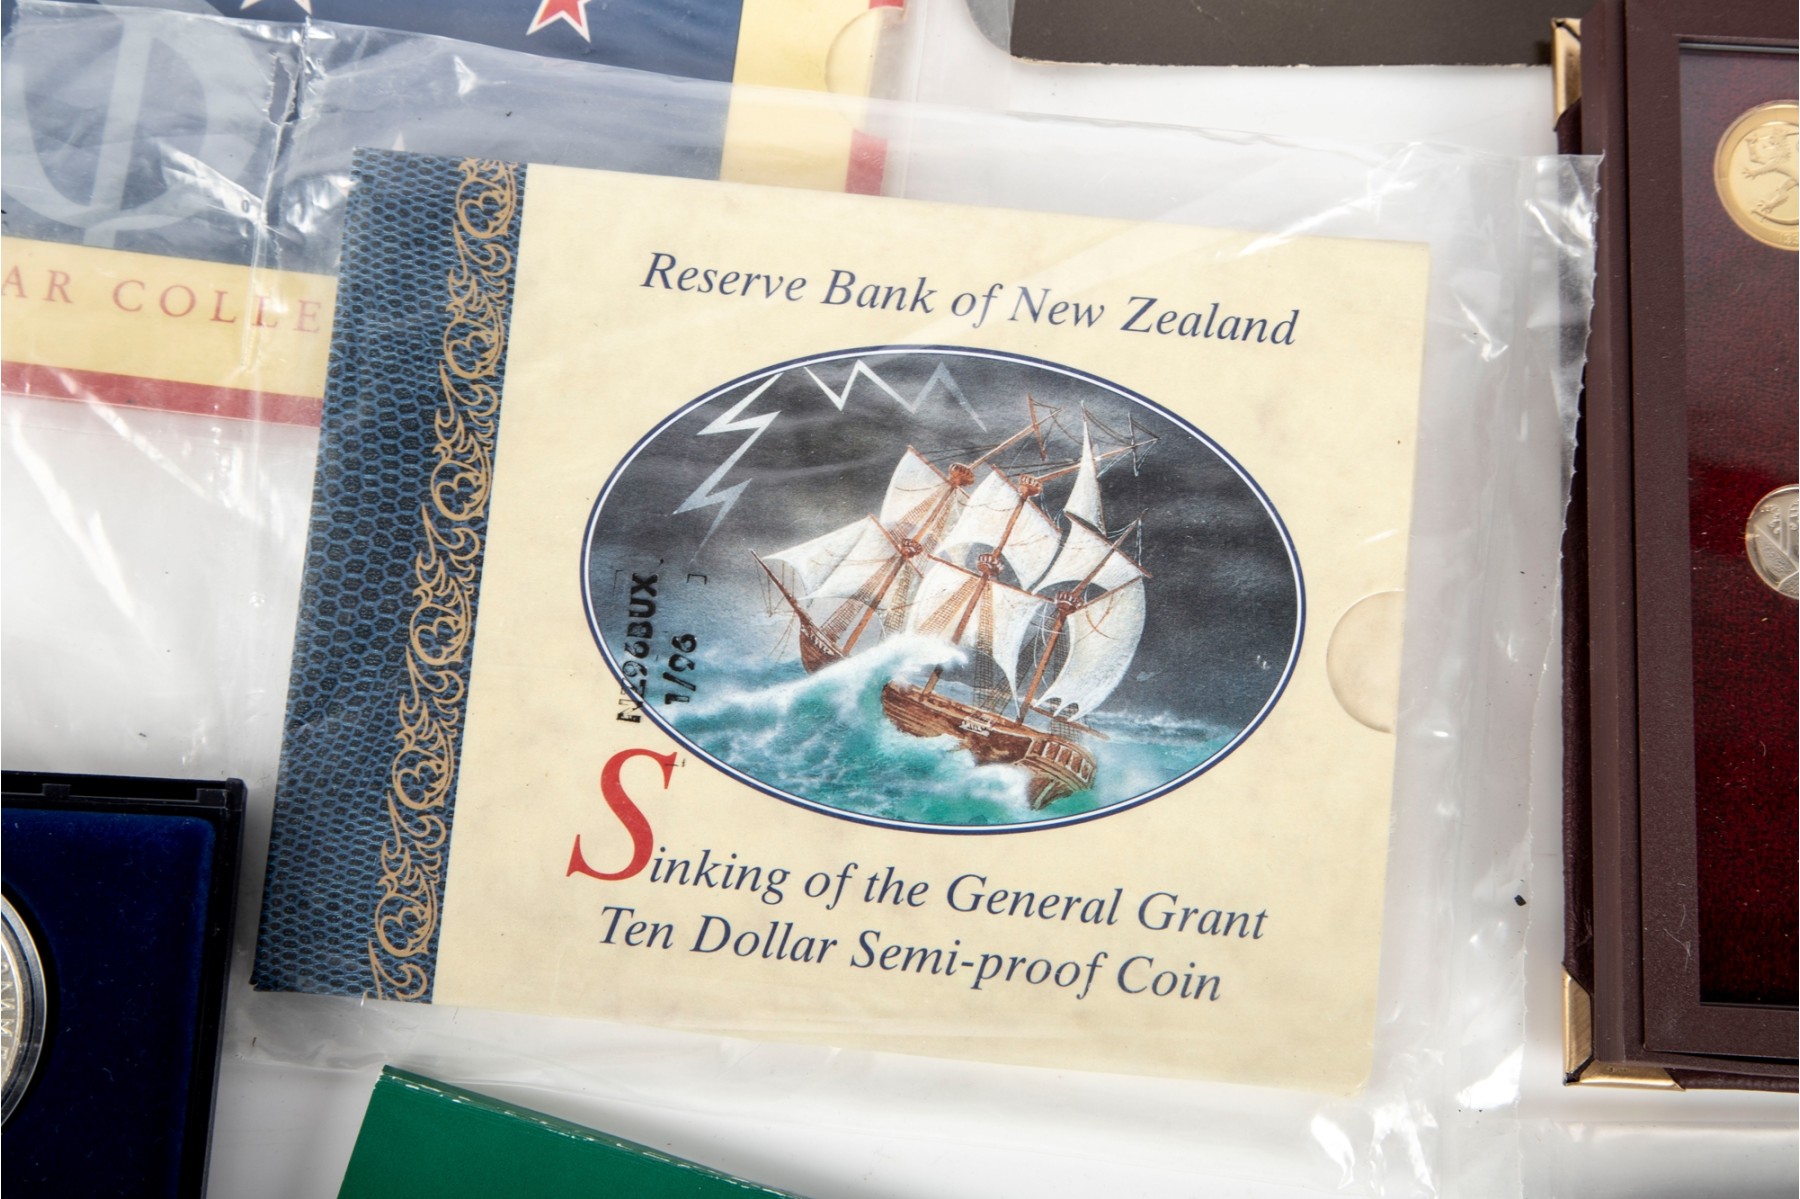 AR COLLE
Reserve Bank of New Zealand
NZ96BUX
1/96
Sinking of the General Grant
Ten Dollar Semi-proof Coin